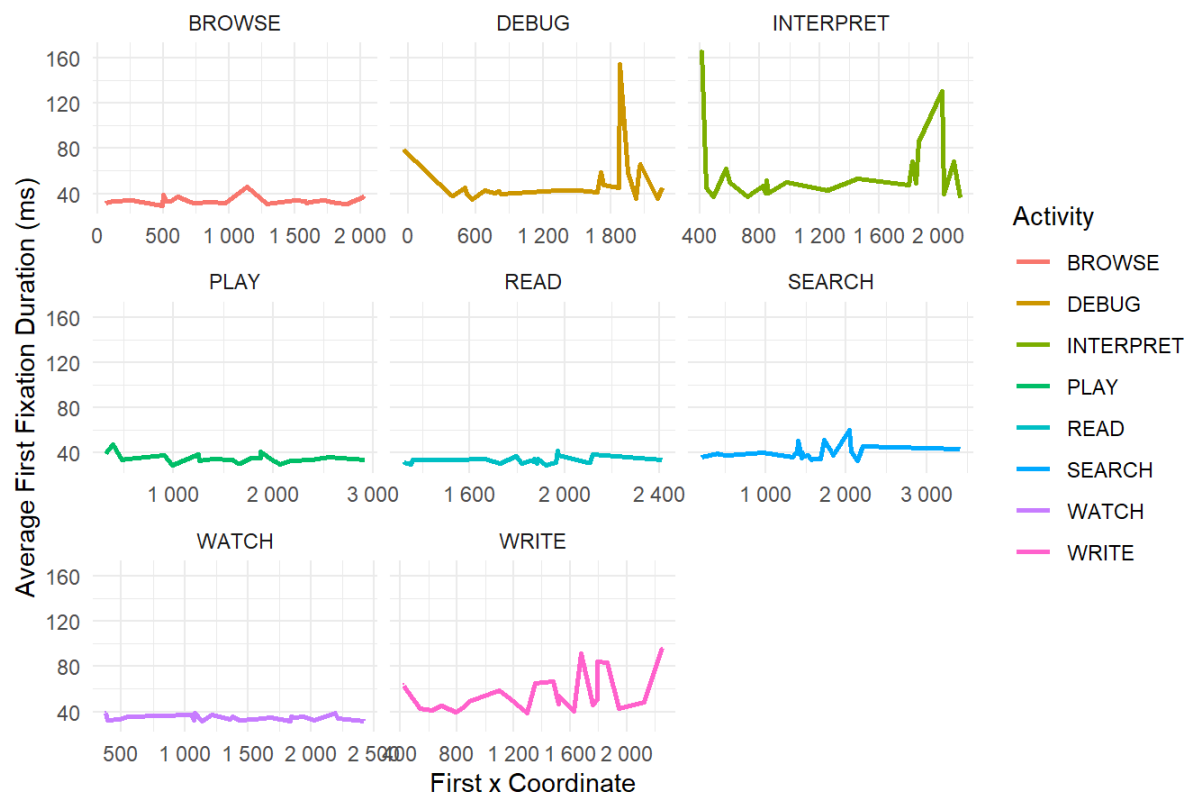 BROWSE DEBUG INTERPRET
160
120
80
40
0 500 1 000 1 500 2 000 0 600 1 200 1 800 400 800 1 200 1 600 2 000
PLAY READ SEARCH
160
120
80
40
1 000 2 000 3 000 1 600 2 000 2 400 1 000 2 000 3 000
WATCH WRITE
160
120
80
40
500 1 000 1 500 2 000 2 500 400 800 1 200 1 600 2 000
First x Coordinate
Average First Fixation Duration (ms)
Activity
BROWSE
DEBUG
INTERPRET
PLAY
READ
SEARCH
WATCH
WRITE